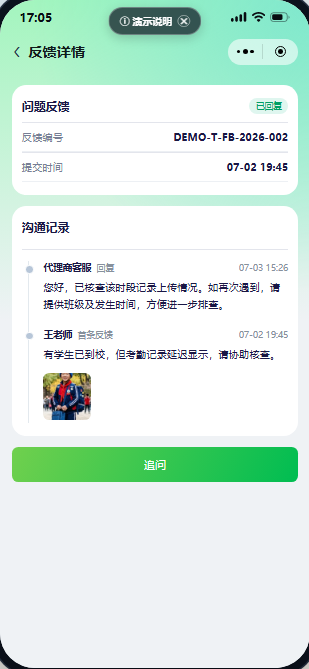 17:05
演示说明
反馈详情
问题反馈
已回复
反馈编号 DEMO-T-FB-2026-002
提交时间 07-02 19:45
沟通记录
代理商客服 回复 07-03 15:26
您好，已核查该时段记录上传情况。如再次遇到，请
提供班级及发生时间，方便进一步排查。
王老师 首条反馈 07-02 19:45
有学生已到校，但考勤记录延迟显示，请协助核查。
追问